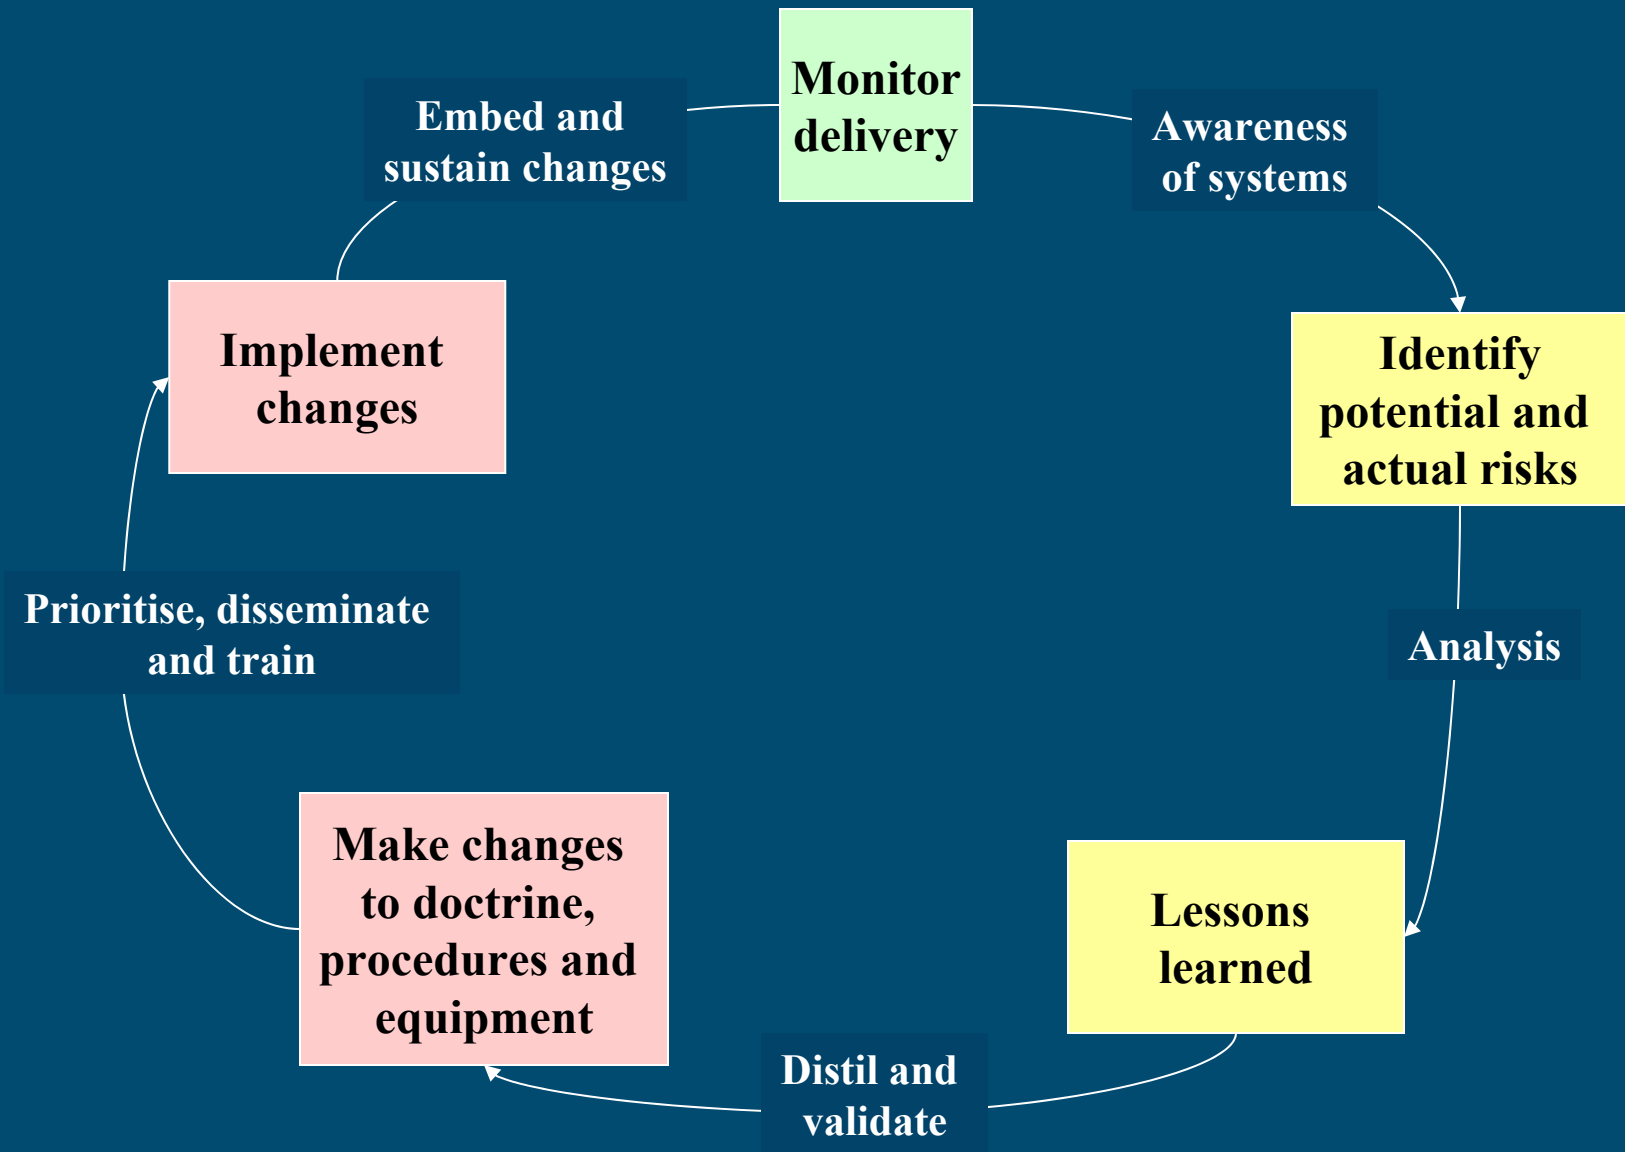 Monitor
delivery
Awareness
of systems
Identify
potential and
actual risks
Analysis
Lessons
learned
Distil and
validate
Make changes
to doctrine,
procedures and
equipment
Prioritise, disseminate
and train
Implement
changes
Embed and
sustain changes